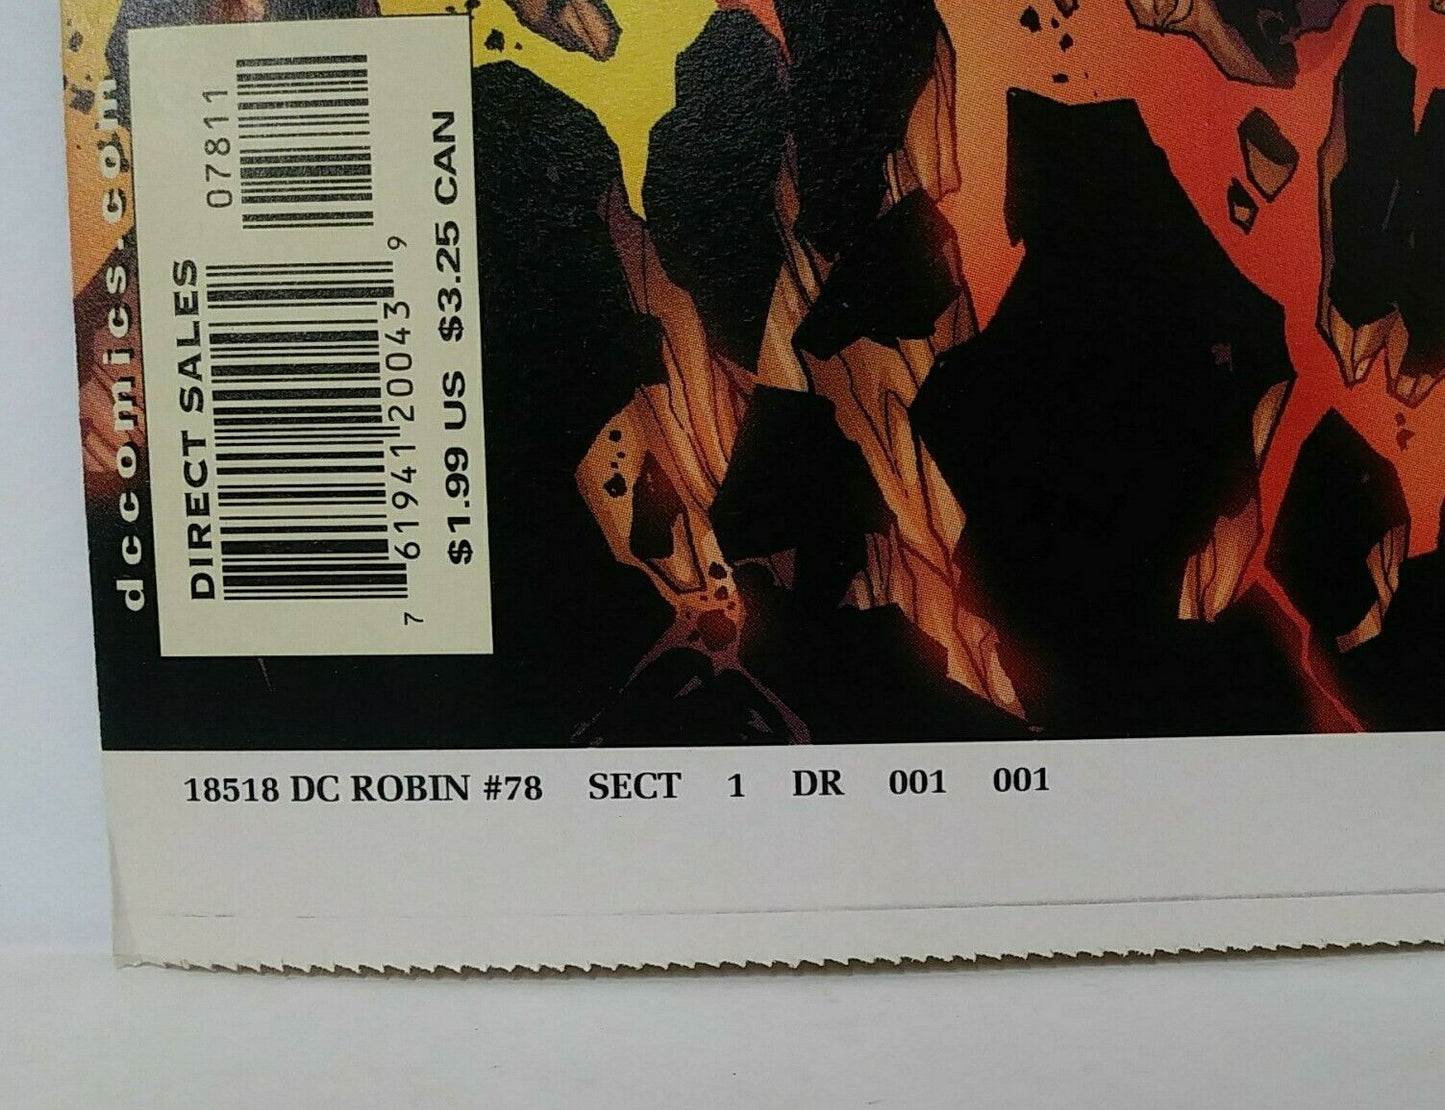 dccomics.com
DIRECT SALES
07811
7 61941 20043 9
$1.99 US $3.25 CAN
18518 DC ROBIN #78 SECT 1 DR 001 001